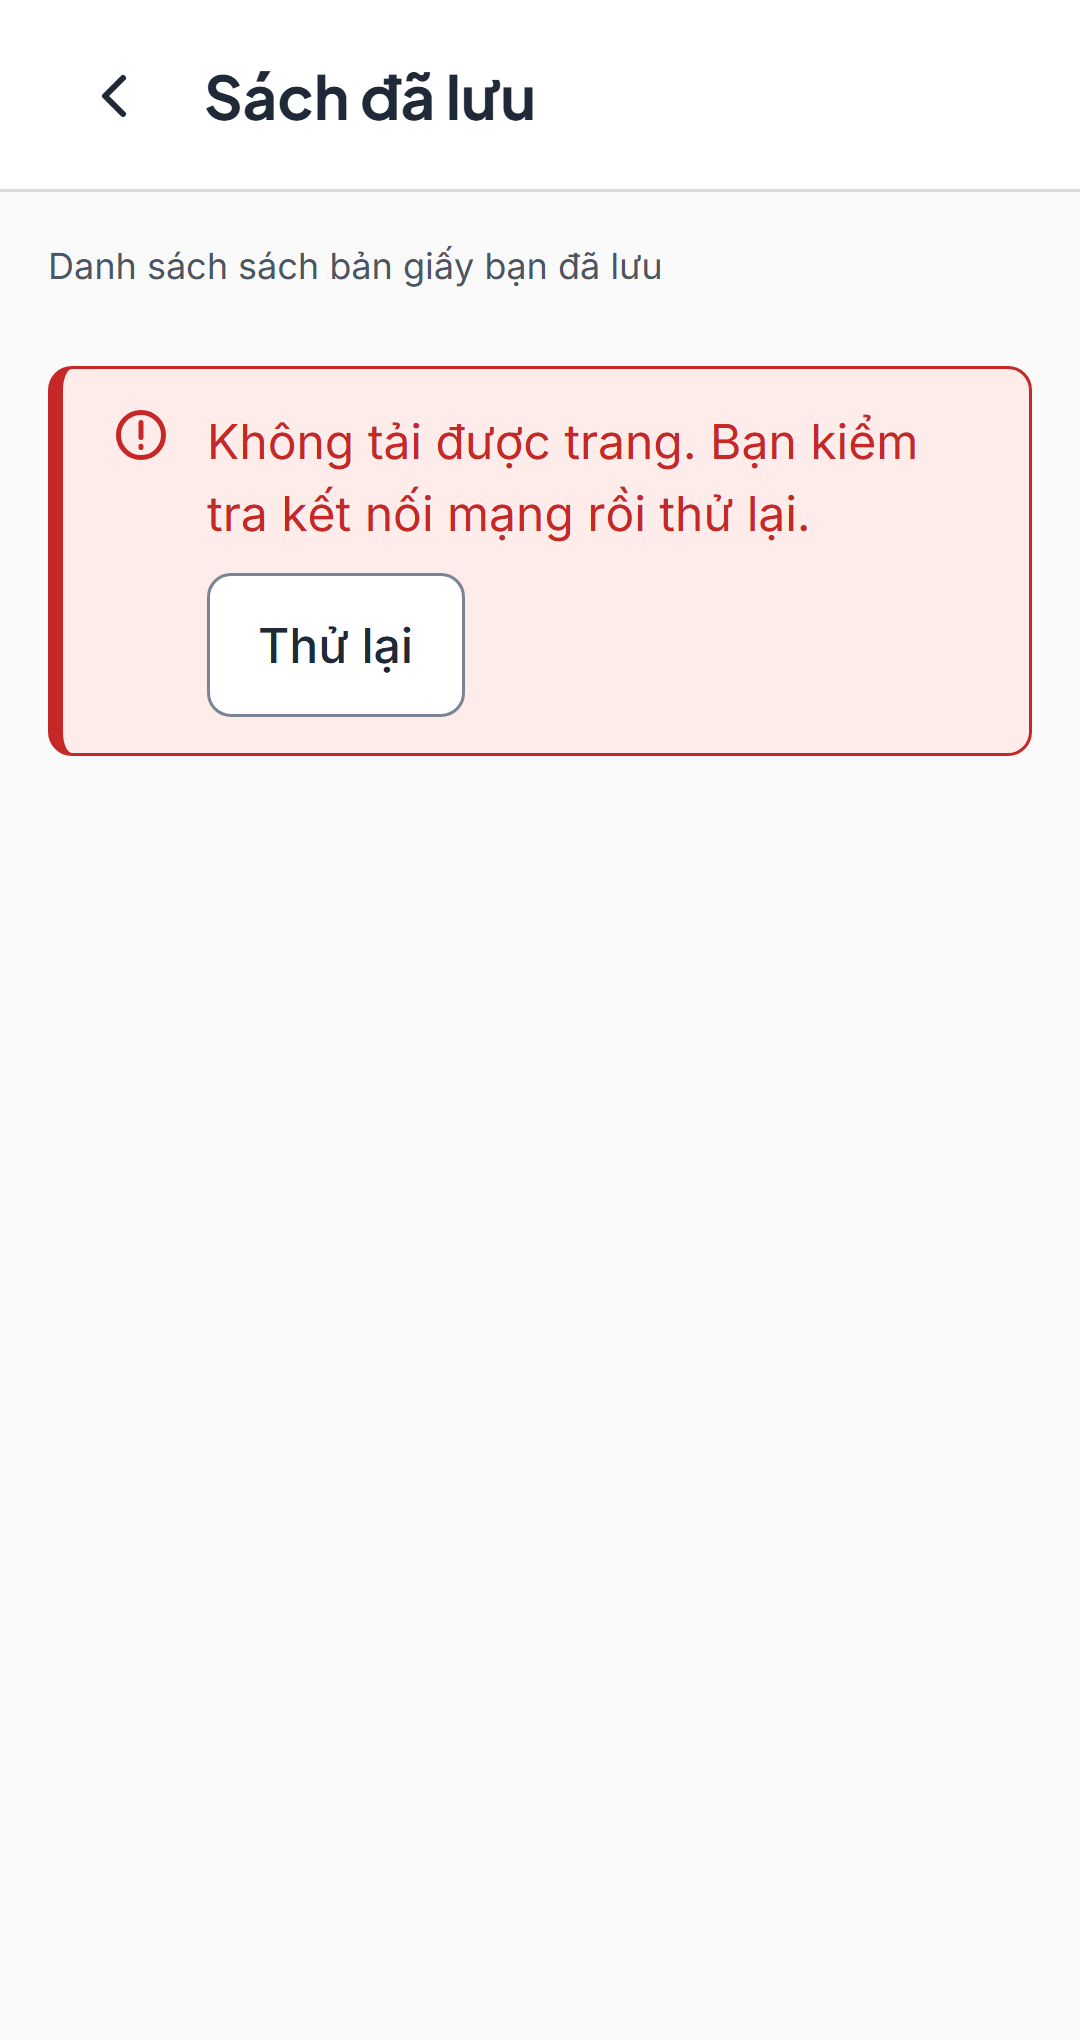 Sách đã lưu
Danh sách sách bản giấy bạn đã lưu
Không tải được trang. Bạn kiểm
tra kết nối mạng rồi thử lại.
Thử lại